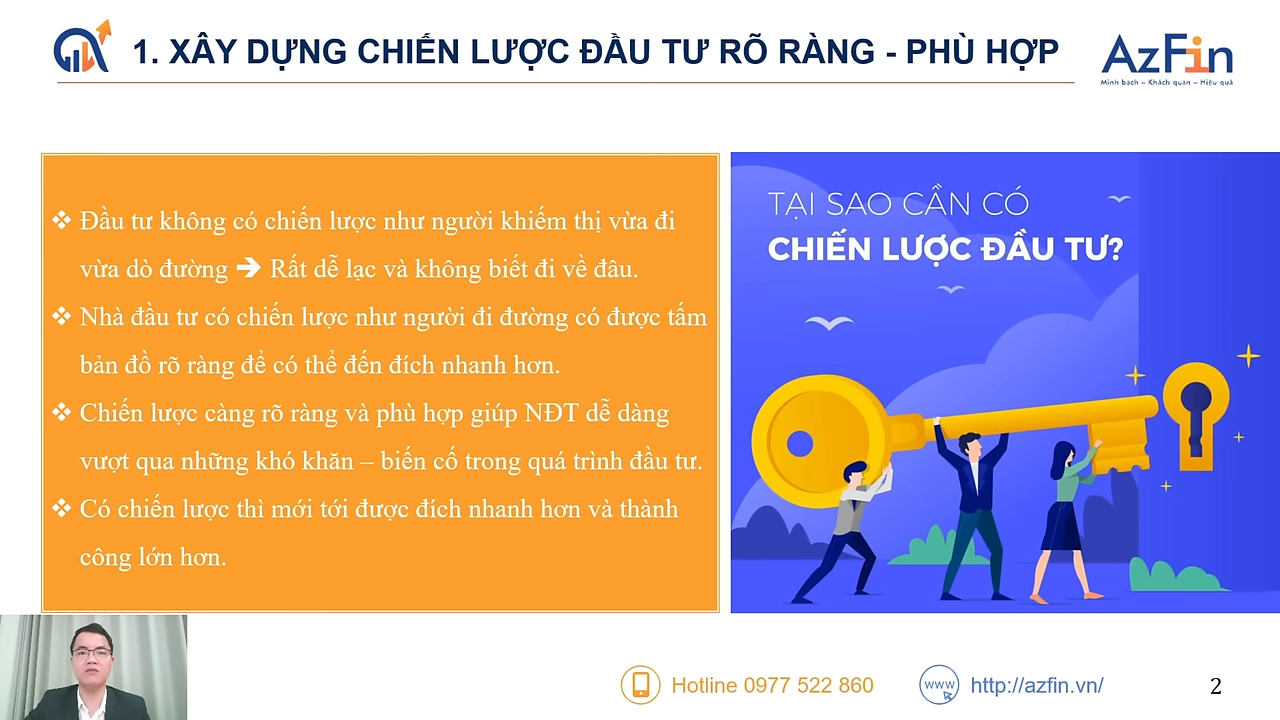 1. XÂY DỰNG CHIẾN LƯỢC ĐẦU TƯ RÕ RÀNG - PHÙ HỢP
AzFin
Minh bạch – Khách quan – Hiệu quả
❖ Đầu tư không có chiến lược như người khiếm thị vừa đi
vừa dò đường ➔ Rất dễ lạc và không biết đi về đâu.
❖ Nhà đầu tư có chiến lược như người đi đường có được tấm
bản đồ rõ ràng để có thể đến đích nhanh hơn.
❖ Chiến lược càng rõ ràng và phù hợp giúp NĐT dễ dàng
vượt qua những khó khăn – biến cố trong quá trình đầu tư.
❖ Có chiến lược thì mới tới được đích nhanh hơn và thành
công lớn hơn.
TẠI SAO CẦN CÓ
CHIẾN LƯỢC ĐẦU TƯ?
Hotline 0977 522 860
www
http://azfin.vn/
2